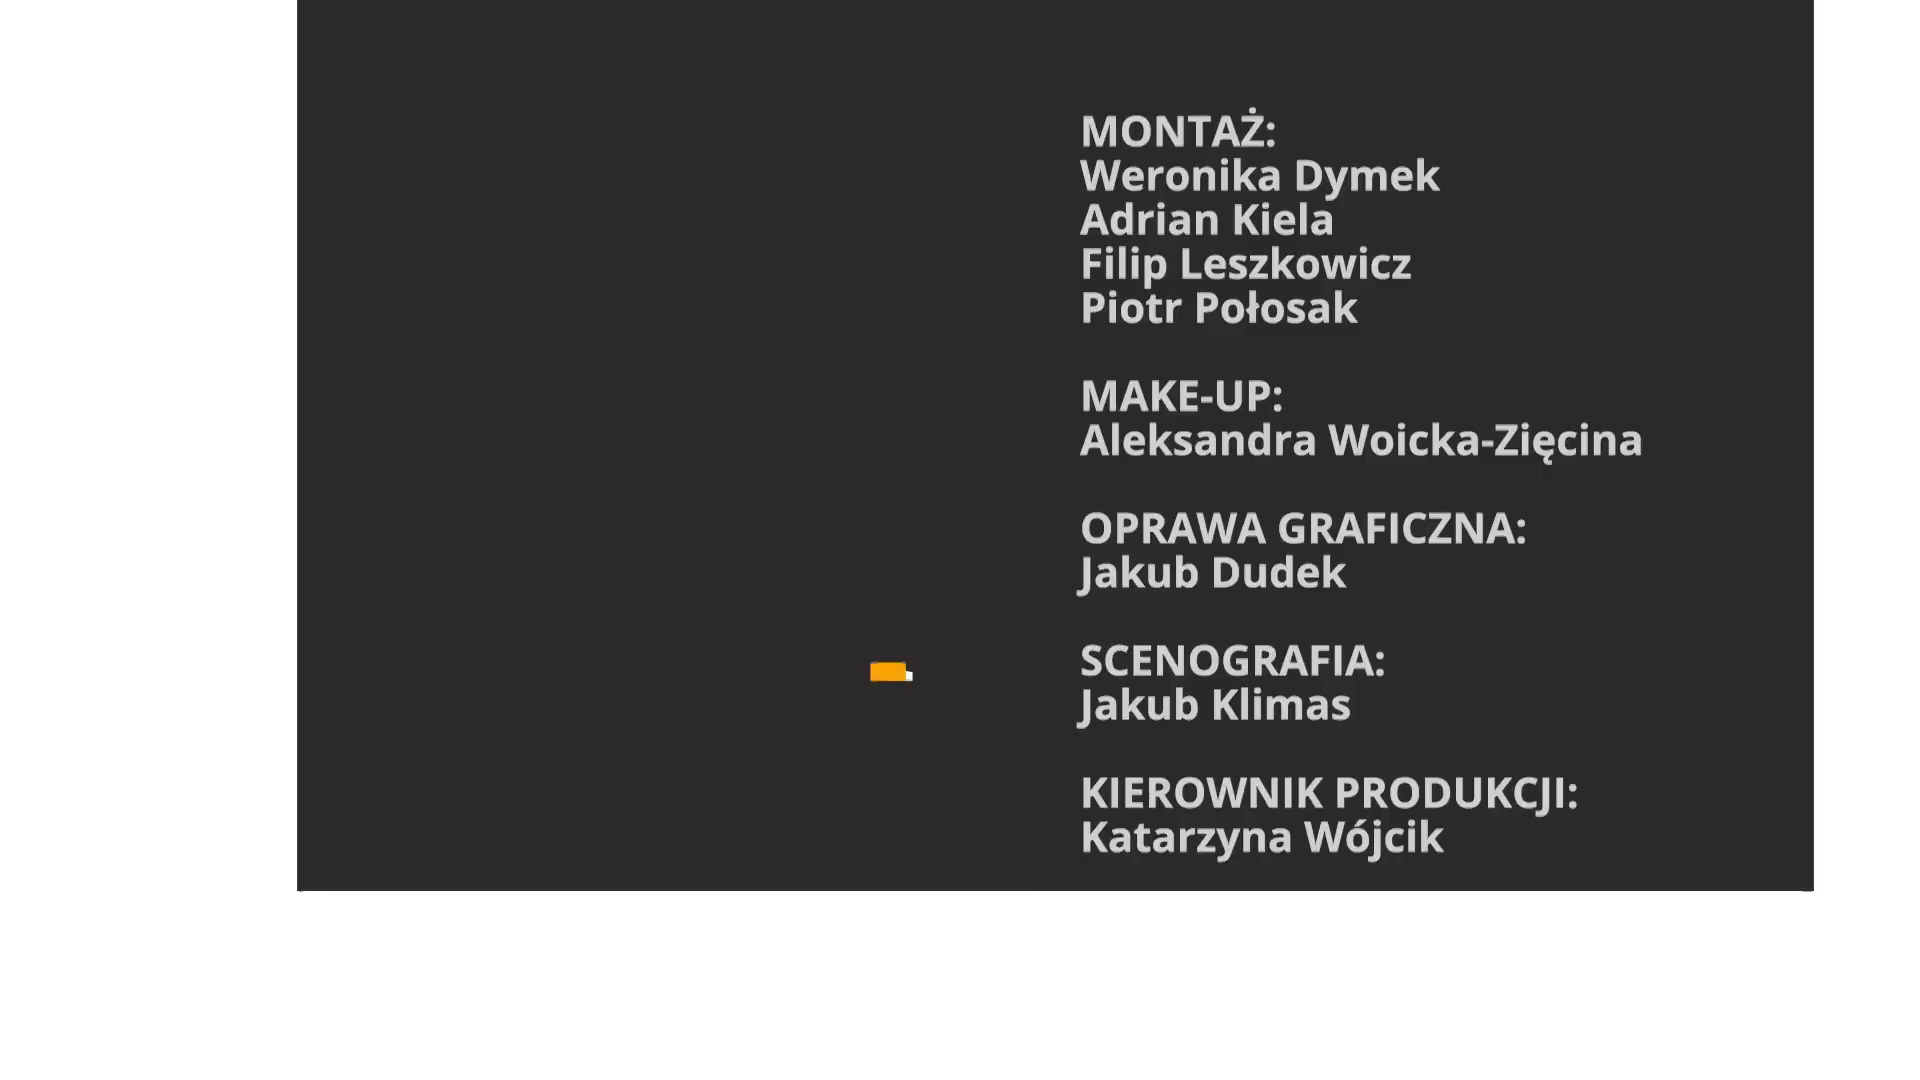 MONTAŻ:
Weronika Dymek
Adrian Kiela
Filip Leszkowicz
Piotr Połosak
MAKE-UP:
Aleksandra Woicka-Zięcina
OPRAWA GRAFICZNA:
Jakub Dudek
SCENOGRAFIA:
Jakub Klimas
KIEROWNIK PRODUKCJI:
Katarzyna Wójcik